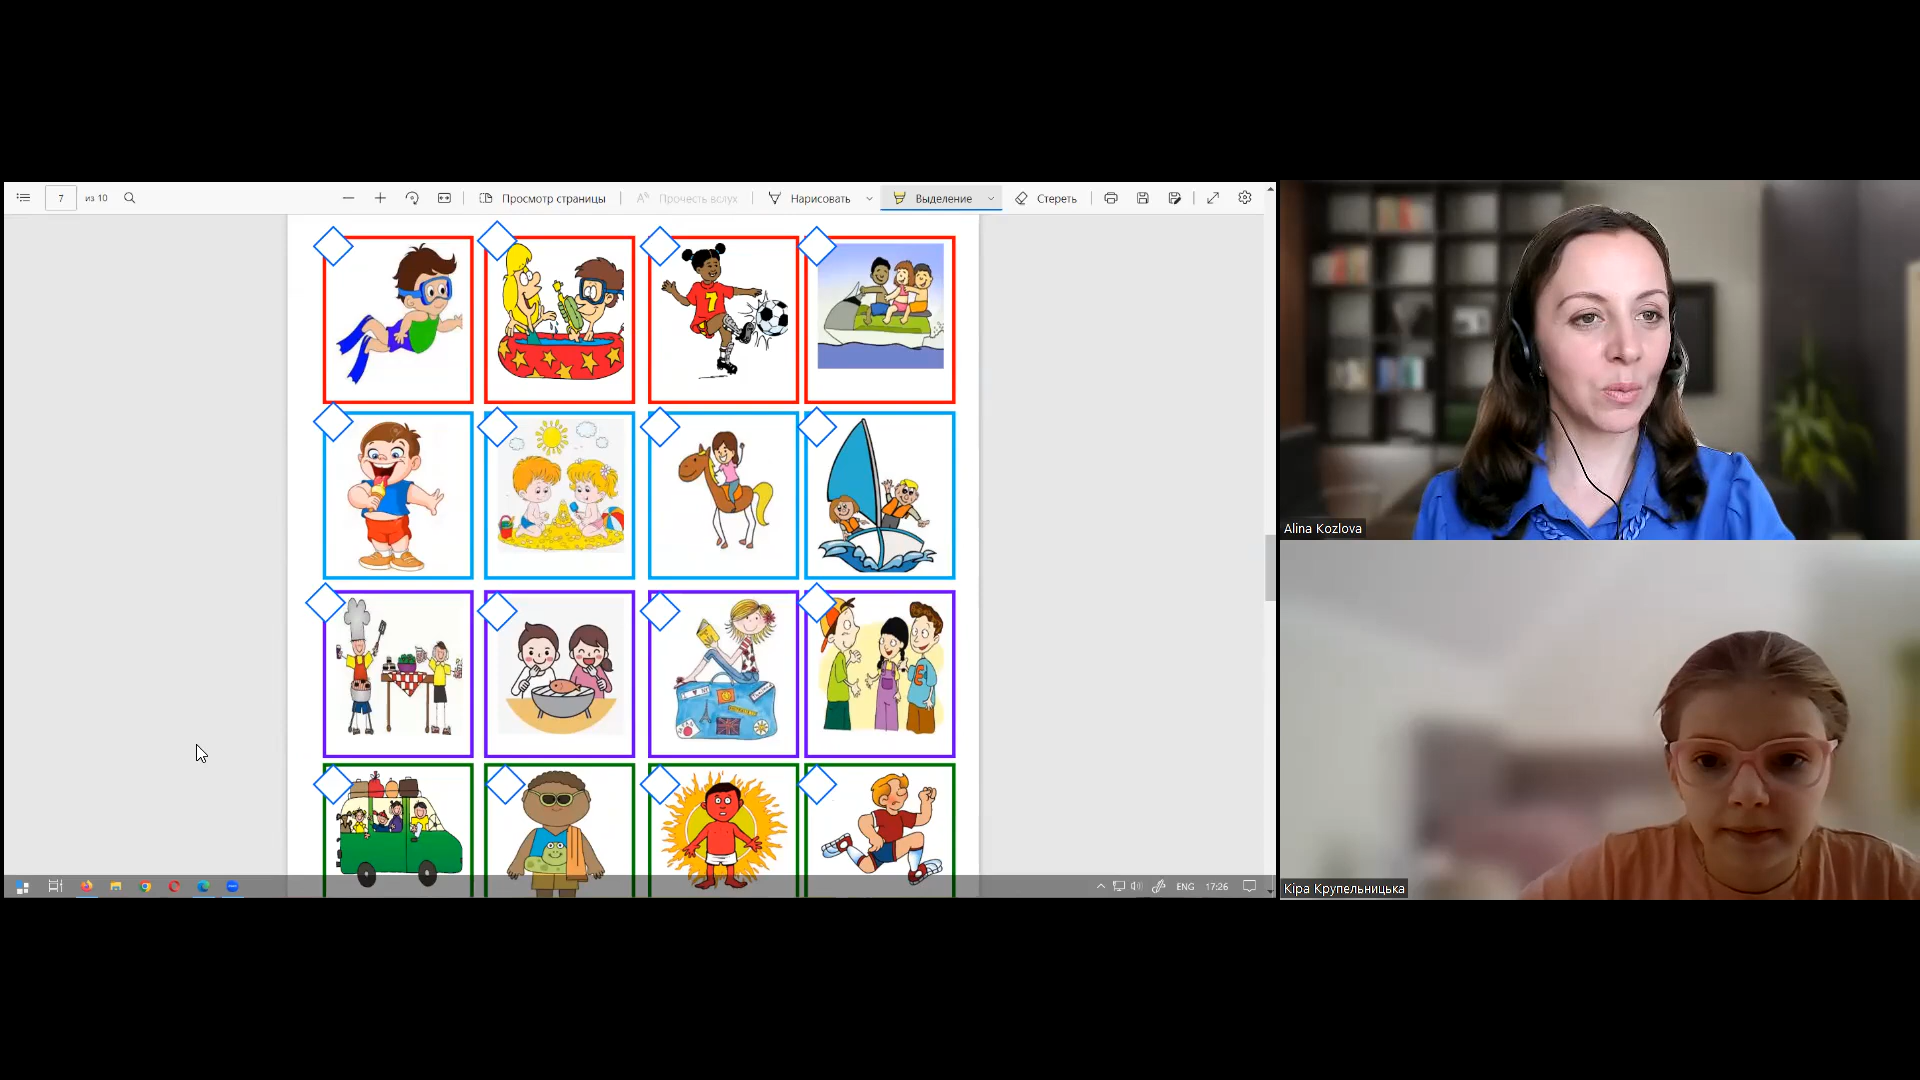 7 из 10
Просмотр страницы
Прочесть вслух
Нарисовать
Выделение
Стереть
7
E
ENG 17:26
Alina Kozlova
Кіра Крупельницька